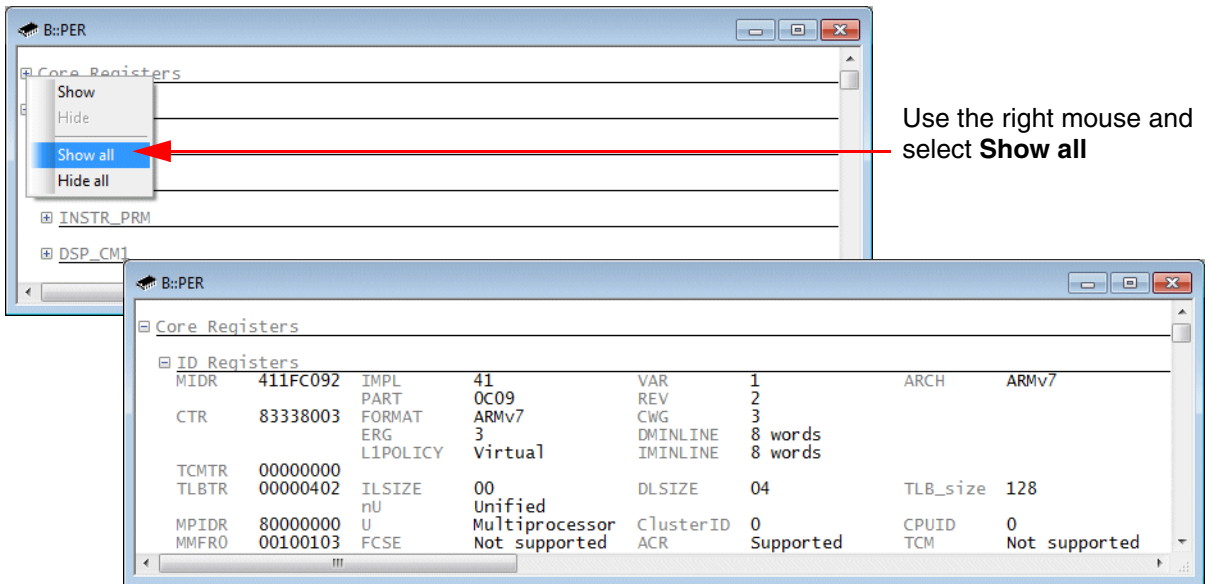 B::PER
Core Registers
Show
Hide
Show all
Hide all
INSTR_PRM
DSP_CM1
Use the right mouse and
select Show all
B::PER
Core Registers
ID Registers
MIDR 411FC092 IMPL 41 VAR 1 ARCH ARMv7
PART 0C09 REV 2
CTR 83338003 FORMAT ARMv7 CWG 3
ERG 3 DMINLINE 8 words
L1POLICY Virtual IMINLINE 8 words
TCMTR 00000000
TLBTR 00000402 ILSIZE 00 DLSIZE 04 TLB_size 128
nU Unified
MPIDR 80000000 U Multiprocessor ClusterID 0 CPUID 0
MMFR0 00100103 FCSE Not supported ACR Supported TCM Not supported